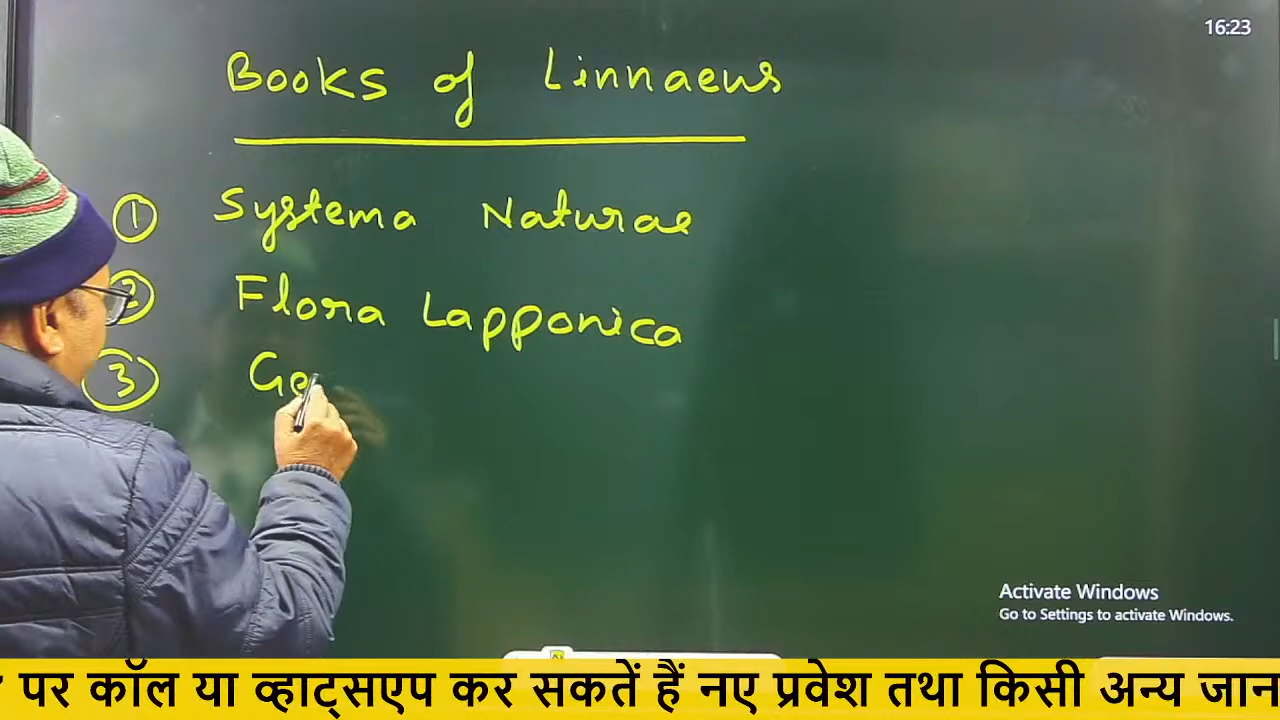 16:23
Books of Linnaeus
① Systema Naturae
② Flora Lapponica
③ Ge
Activate Windows
Go to Settings to activate Windows.
पर कॉल या व्हाट्सएप कर सकतें हैं नए प्रवेश तथा किसी अन्य जान